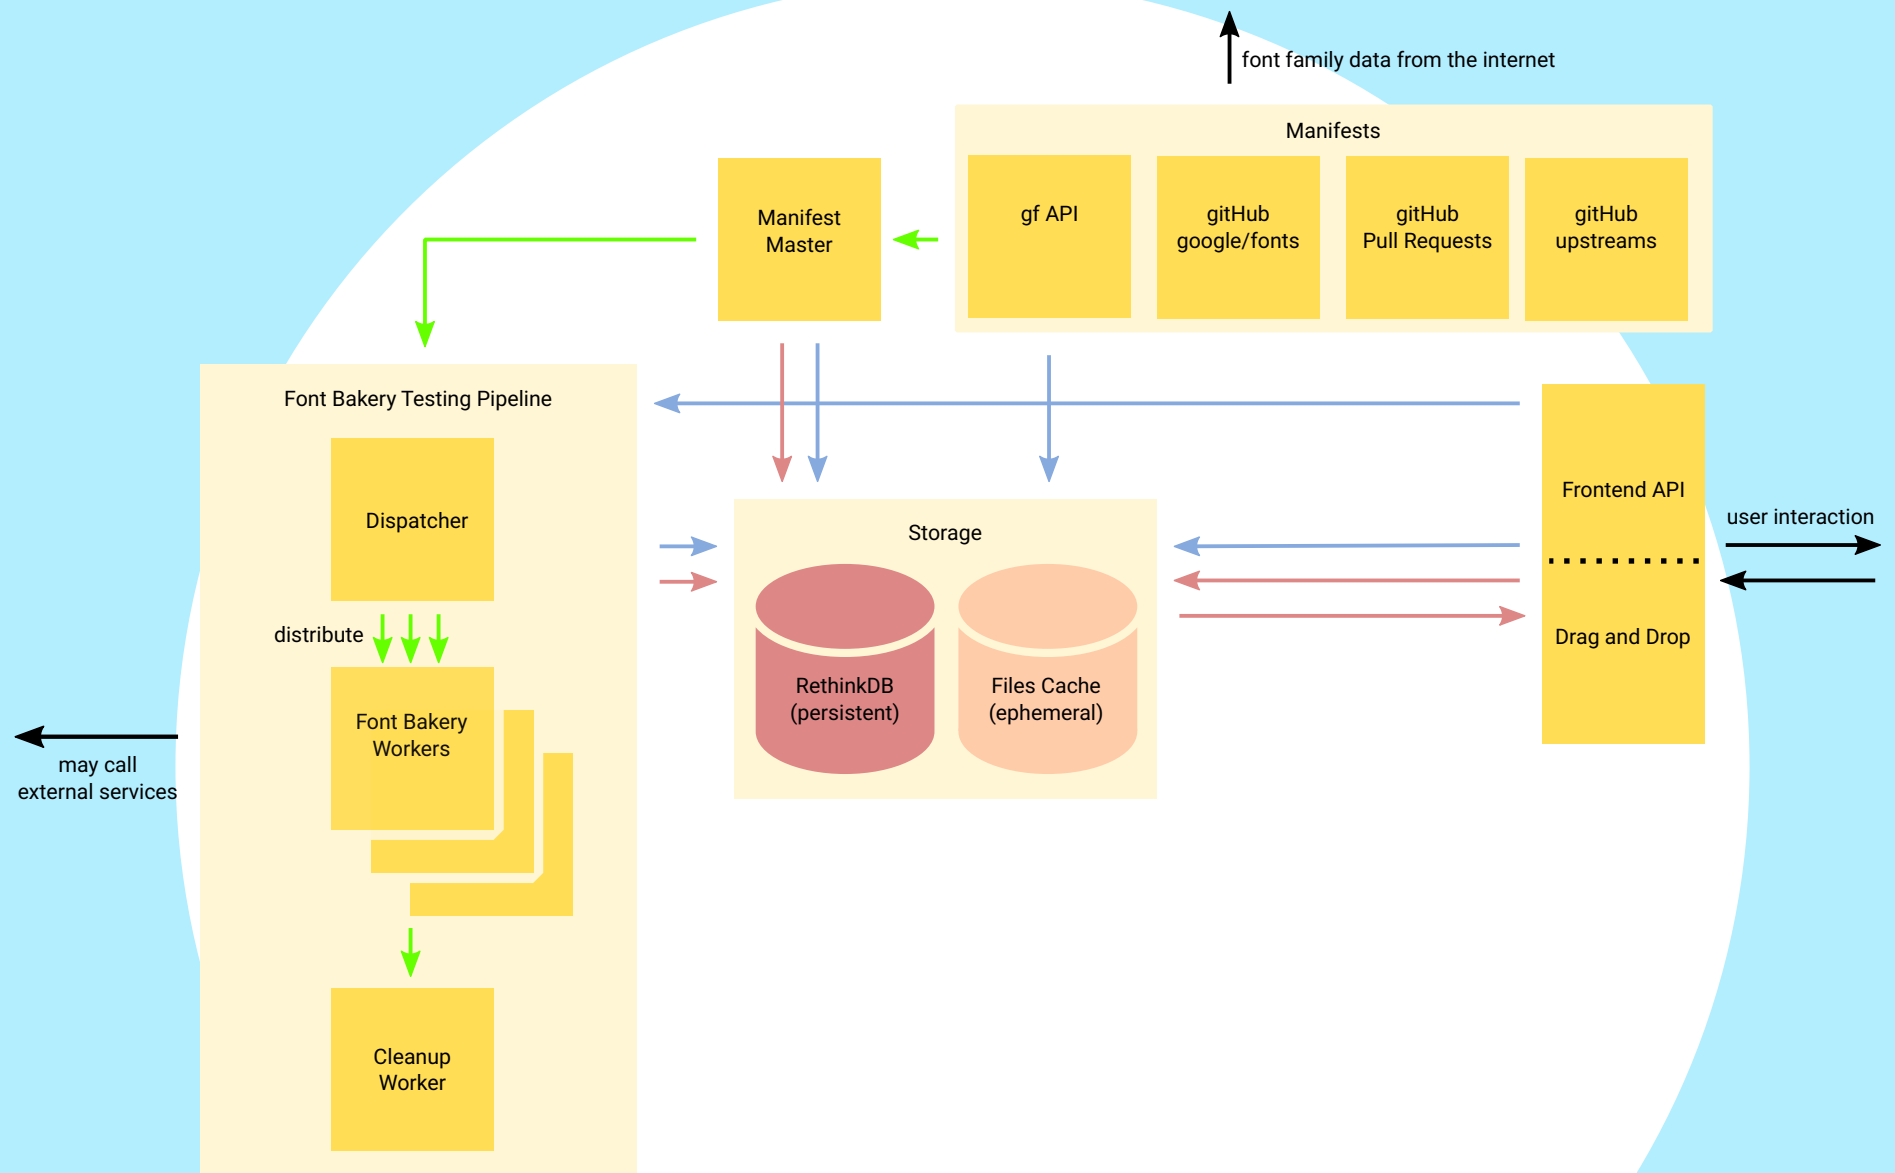 font family data from the internet
Manifests
Manifest
Master
gf API
gitHub
google/fonts
gitHub
Pull Requests
gitHub
upstreams
Font Bakery Testing Pipeline
Dispatcher
distribute
Font Bakery
Workers
may call
external services
Cleanup
Worker
Storage
RethinkDB
(persistent)
Files Cache
(ephemeral)
Frontend API
Drag and Drop
user interaction